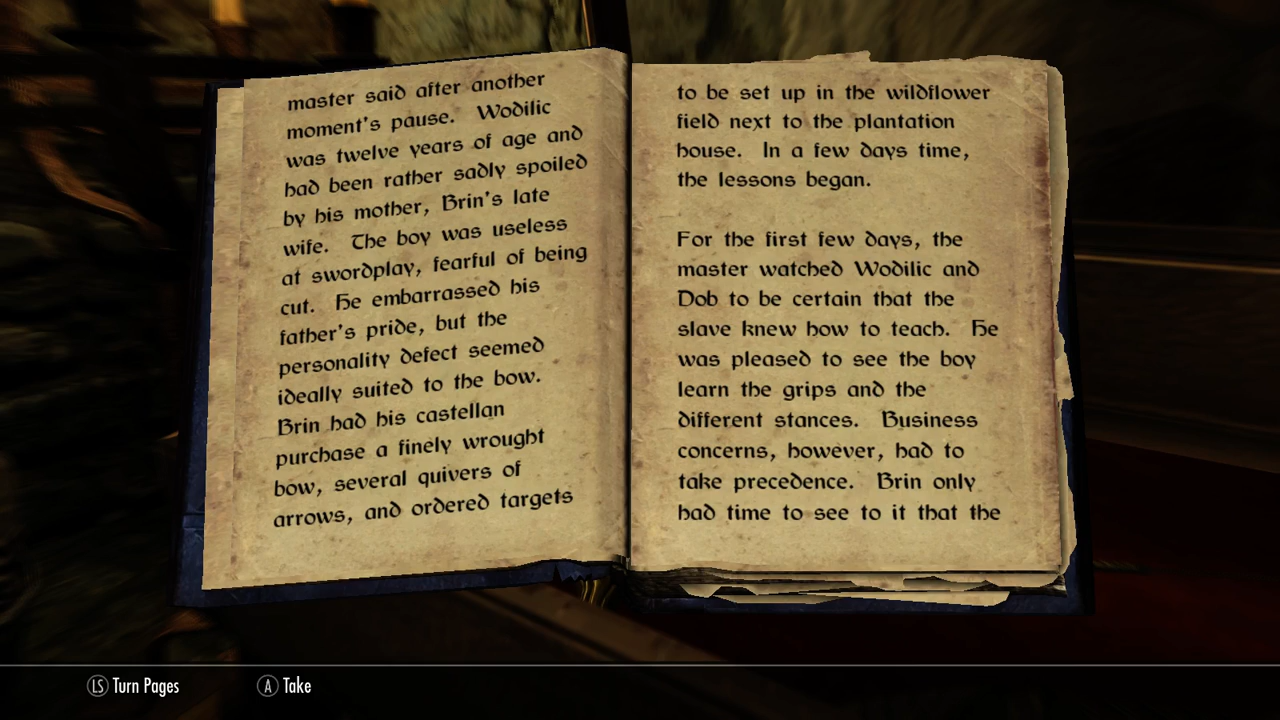 master said after another
moment's pause.  Wodilic
was twelve years of age and
had been rather sadly spoiled
by his mother, Brin's late
wife.  The boy was useless
at swordplay, fearful of being
cut.  He embarrassed his
father's pride, but the
personality defect seemed
ideally suited to the bow.
Brin had his castellan
purchase a finely wrought
bow, several quivers of
arrows, and ordered targets
to be set up in the wildflower
field next to the plantation
house.  In a few days time,
the lessons began.
For the first few days, the
master watched Wodilic and
Dob to be certain that the
slave knew how to teach.  He
was pleased to see the boy
learn the grips and the
different stances.  Business
concerns, however, had to
take precedence.  Brin only
had time to see to it that the
LS Turn Pages
A Take